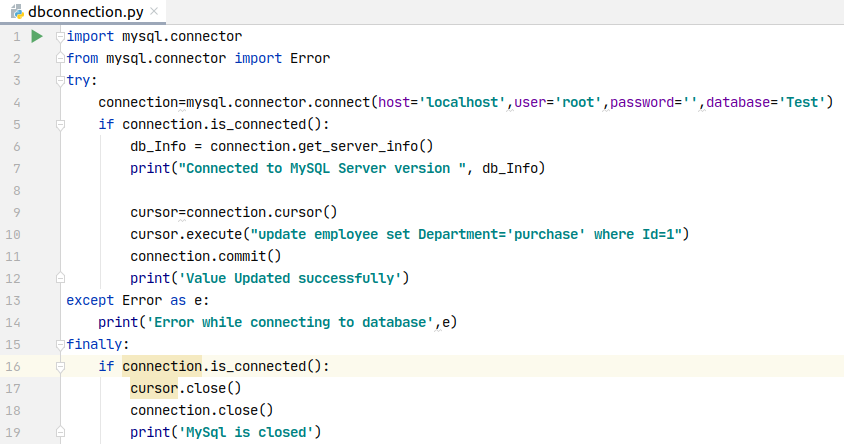 dbconnection.py
1 import mysql.connector
2 from mysql.connector import Error
3 try:
4     connection=mysql.connector.connect(host='localhost',user='root',password='',database='Test')
5     if connection.is_connected():
6         db_Info = connection.get_server_info()
7         print("Connected to MySQL Server version ", db_Info)
8
9         cursor=connection.cursor()
10         cursor.execute("update employee set Department='purchase' where Id=1")
11         connection.commit()
12         print('Value Updated successfully')
13 except Error as e:
14     print('Error while connecting to database',e)
15 finally:
16     if connection.is_connected():
17         cursor.close()
18         connection.close()
19         print('MySql is closed')